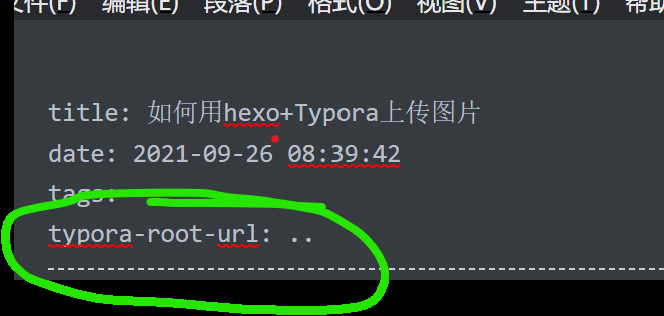 文件(F) 编辑(E) 段落(P) 格式(O) 视图(V) 主题(T) 帮助
title: 如何用hexo+Typora上传图片
date: 2021-09-26 08:39:42
tags:
typora-root-url: ..